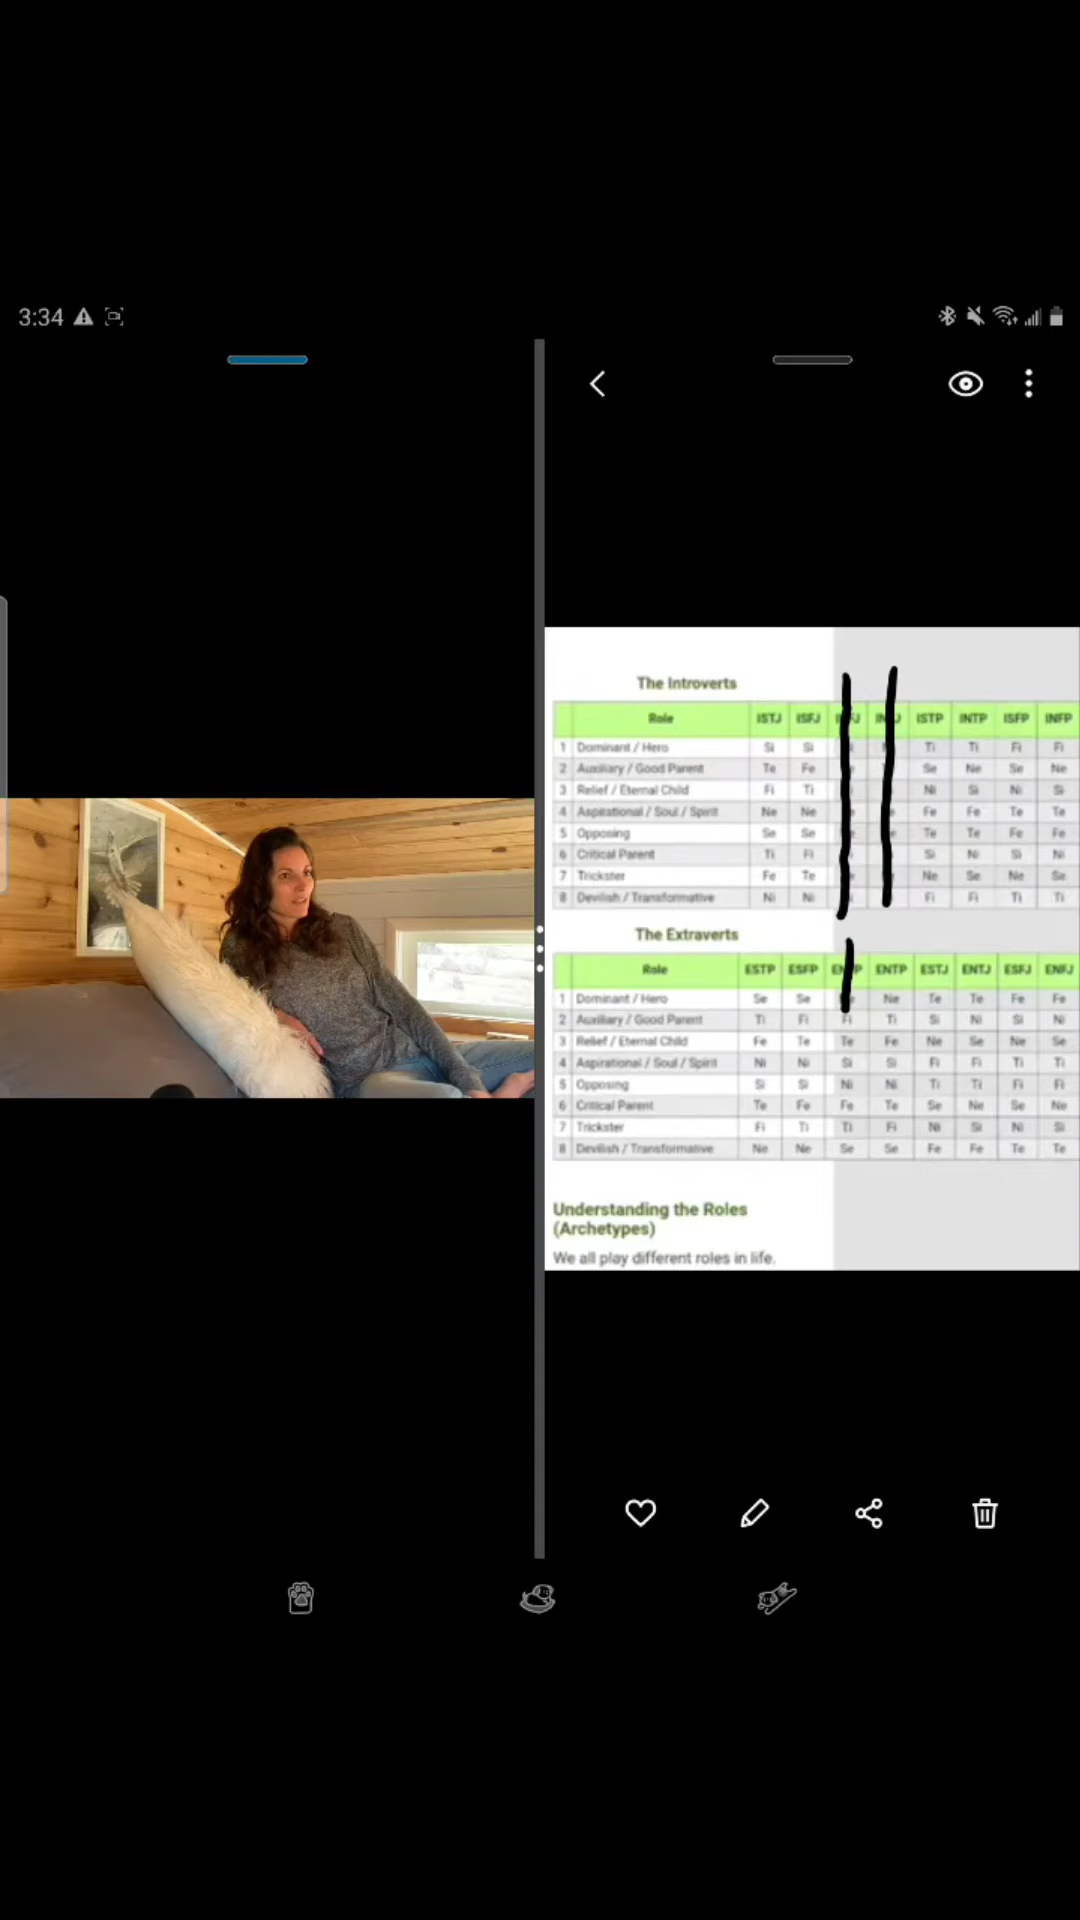 3:34
The Introverts
Role ISTJ ISFJ ISTP INTP ISFP INFP
1 Dominant / Hero Si Si Ti Ti Fi Fi
2 Auxiliary / Good Parent Te Fe Se Ne Se Ne
3 Relief / Eternal Child Fi Ti Ni Si Ni Si
4 Aspirational / Soul / Spirit Ne Ne Fe Fe Te Te
5 Opposing Se Se Te Te Fe Fe
6 Critical Parent Ti Fi Si Ni Si Ni
7 Trickster Fe Te Ne Se Ne Se
8 Devilish / Transformative Ni Ni Fi Fi Ti Ti
The Extraverts
Role ESTP ESFP ENTP ESTJ ENTJ ESFJ ENFJ
1 Dominant / Hero Se Se Ne Te Te Fe Fe
2 Auxiliary / Good Parent Ti Fi Fi Ti Si Ni Si Ni
3 Relief / Eternal Child Fe Te Te Fe Ne Se Ne Se
4 Aspirational / Soul / Spirit Ni Ni Si Si Fi Fi Ti Ti
5 Opposing Si Si Ni Ni Ti Ti Fi Fi
6 Critical Parent Te Fe Fe Te Se Ne Se Ne
7 Trickster Fi Ti Ti Fi Ni Si Ni Si
8 Devilish / Transformative Ne Ne Se Se Fe Fe Te Te
Understanding the Roles
(Archetypes)
We all play different roles in life.